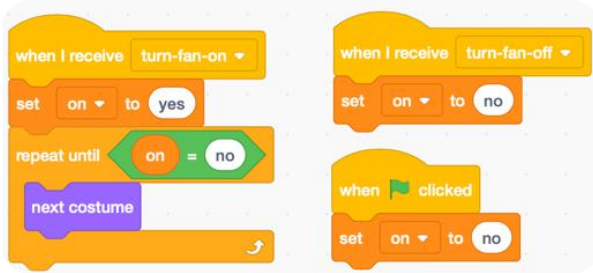 when I receive turn-fan-on
set on to yes
repeat until on = no
next costume
when I receive turn-fan-off
set on to no
when clicked
set on to no